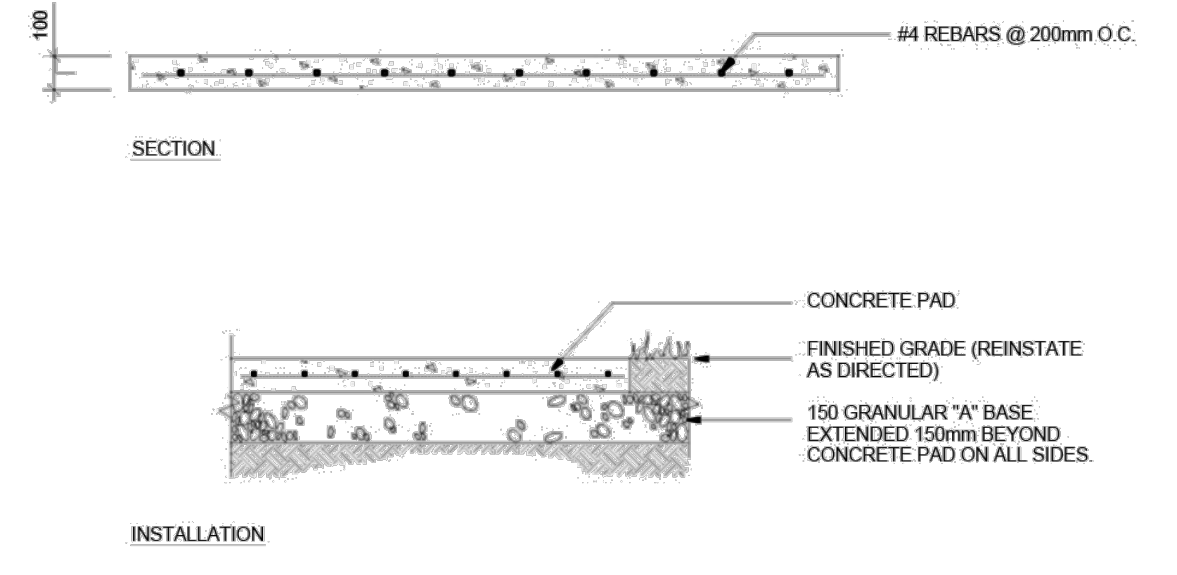 100
#4 REBARS @ 200mm O.C.
SECTION
CONCRETE PAD
FINISHED GRADE (REINSTATE
AS DIRECTED)
150 GRANULAR "A" BASE
EXTENDED 150mm BEYOND
CONCRETE PAD ON ALL SIDES.
INSTALLATION